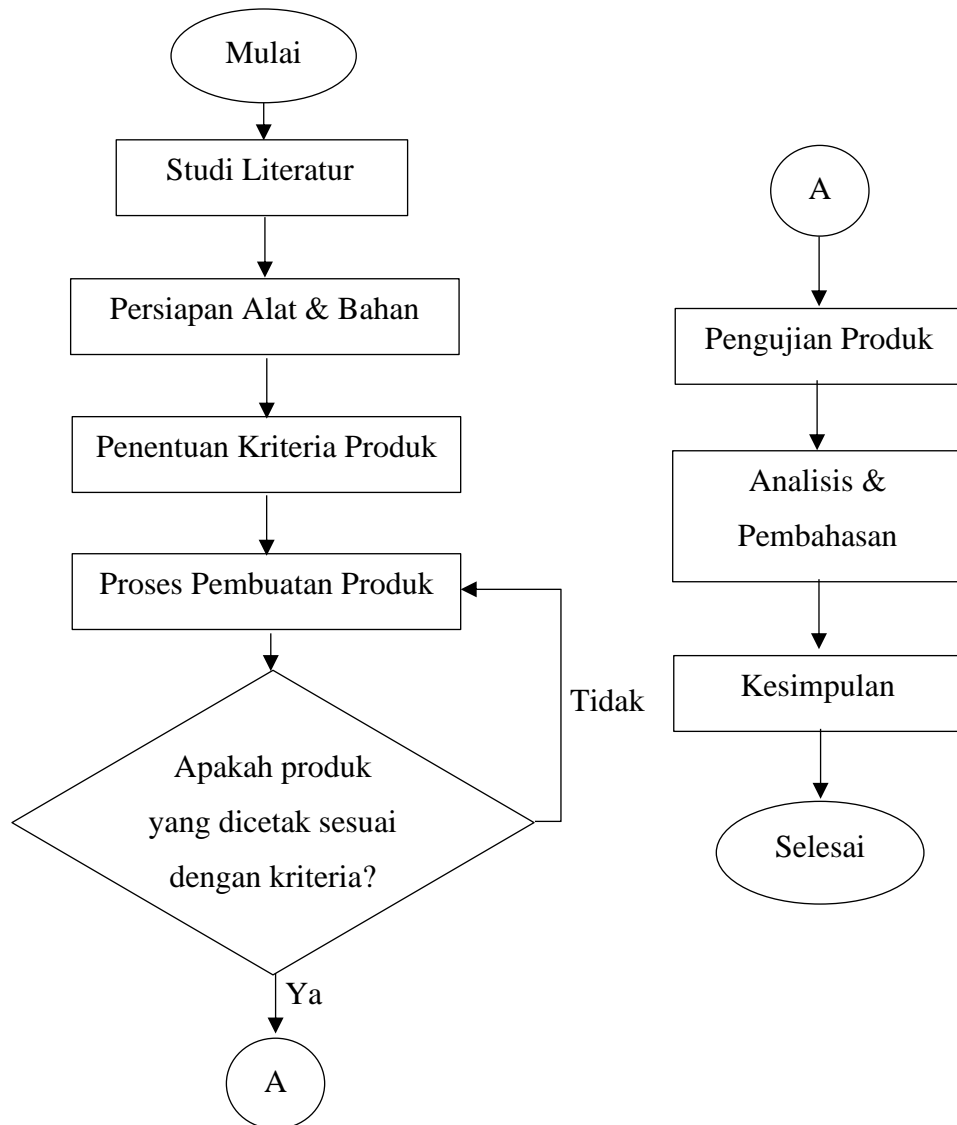 Mulai
Studi Literatur
Persiapan Alat & Bahan
Penentuan Kriteria Produk
Proses Pembuatan Produk
Tidak
Apakah produk
yang dicetak sesuai
dengan kriteria?
Ya
A
A
Pengujian Produk
Analisis &
Pembahasan
Kesimpulan
Selesai